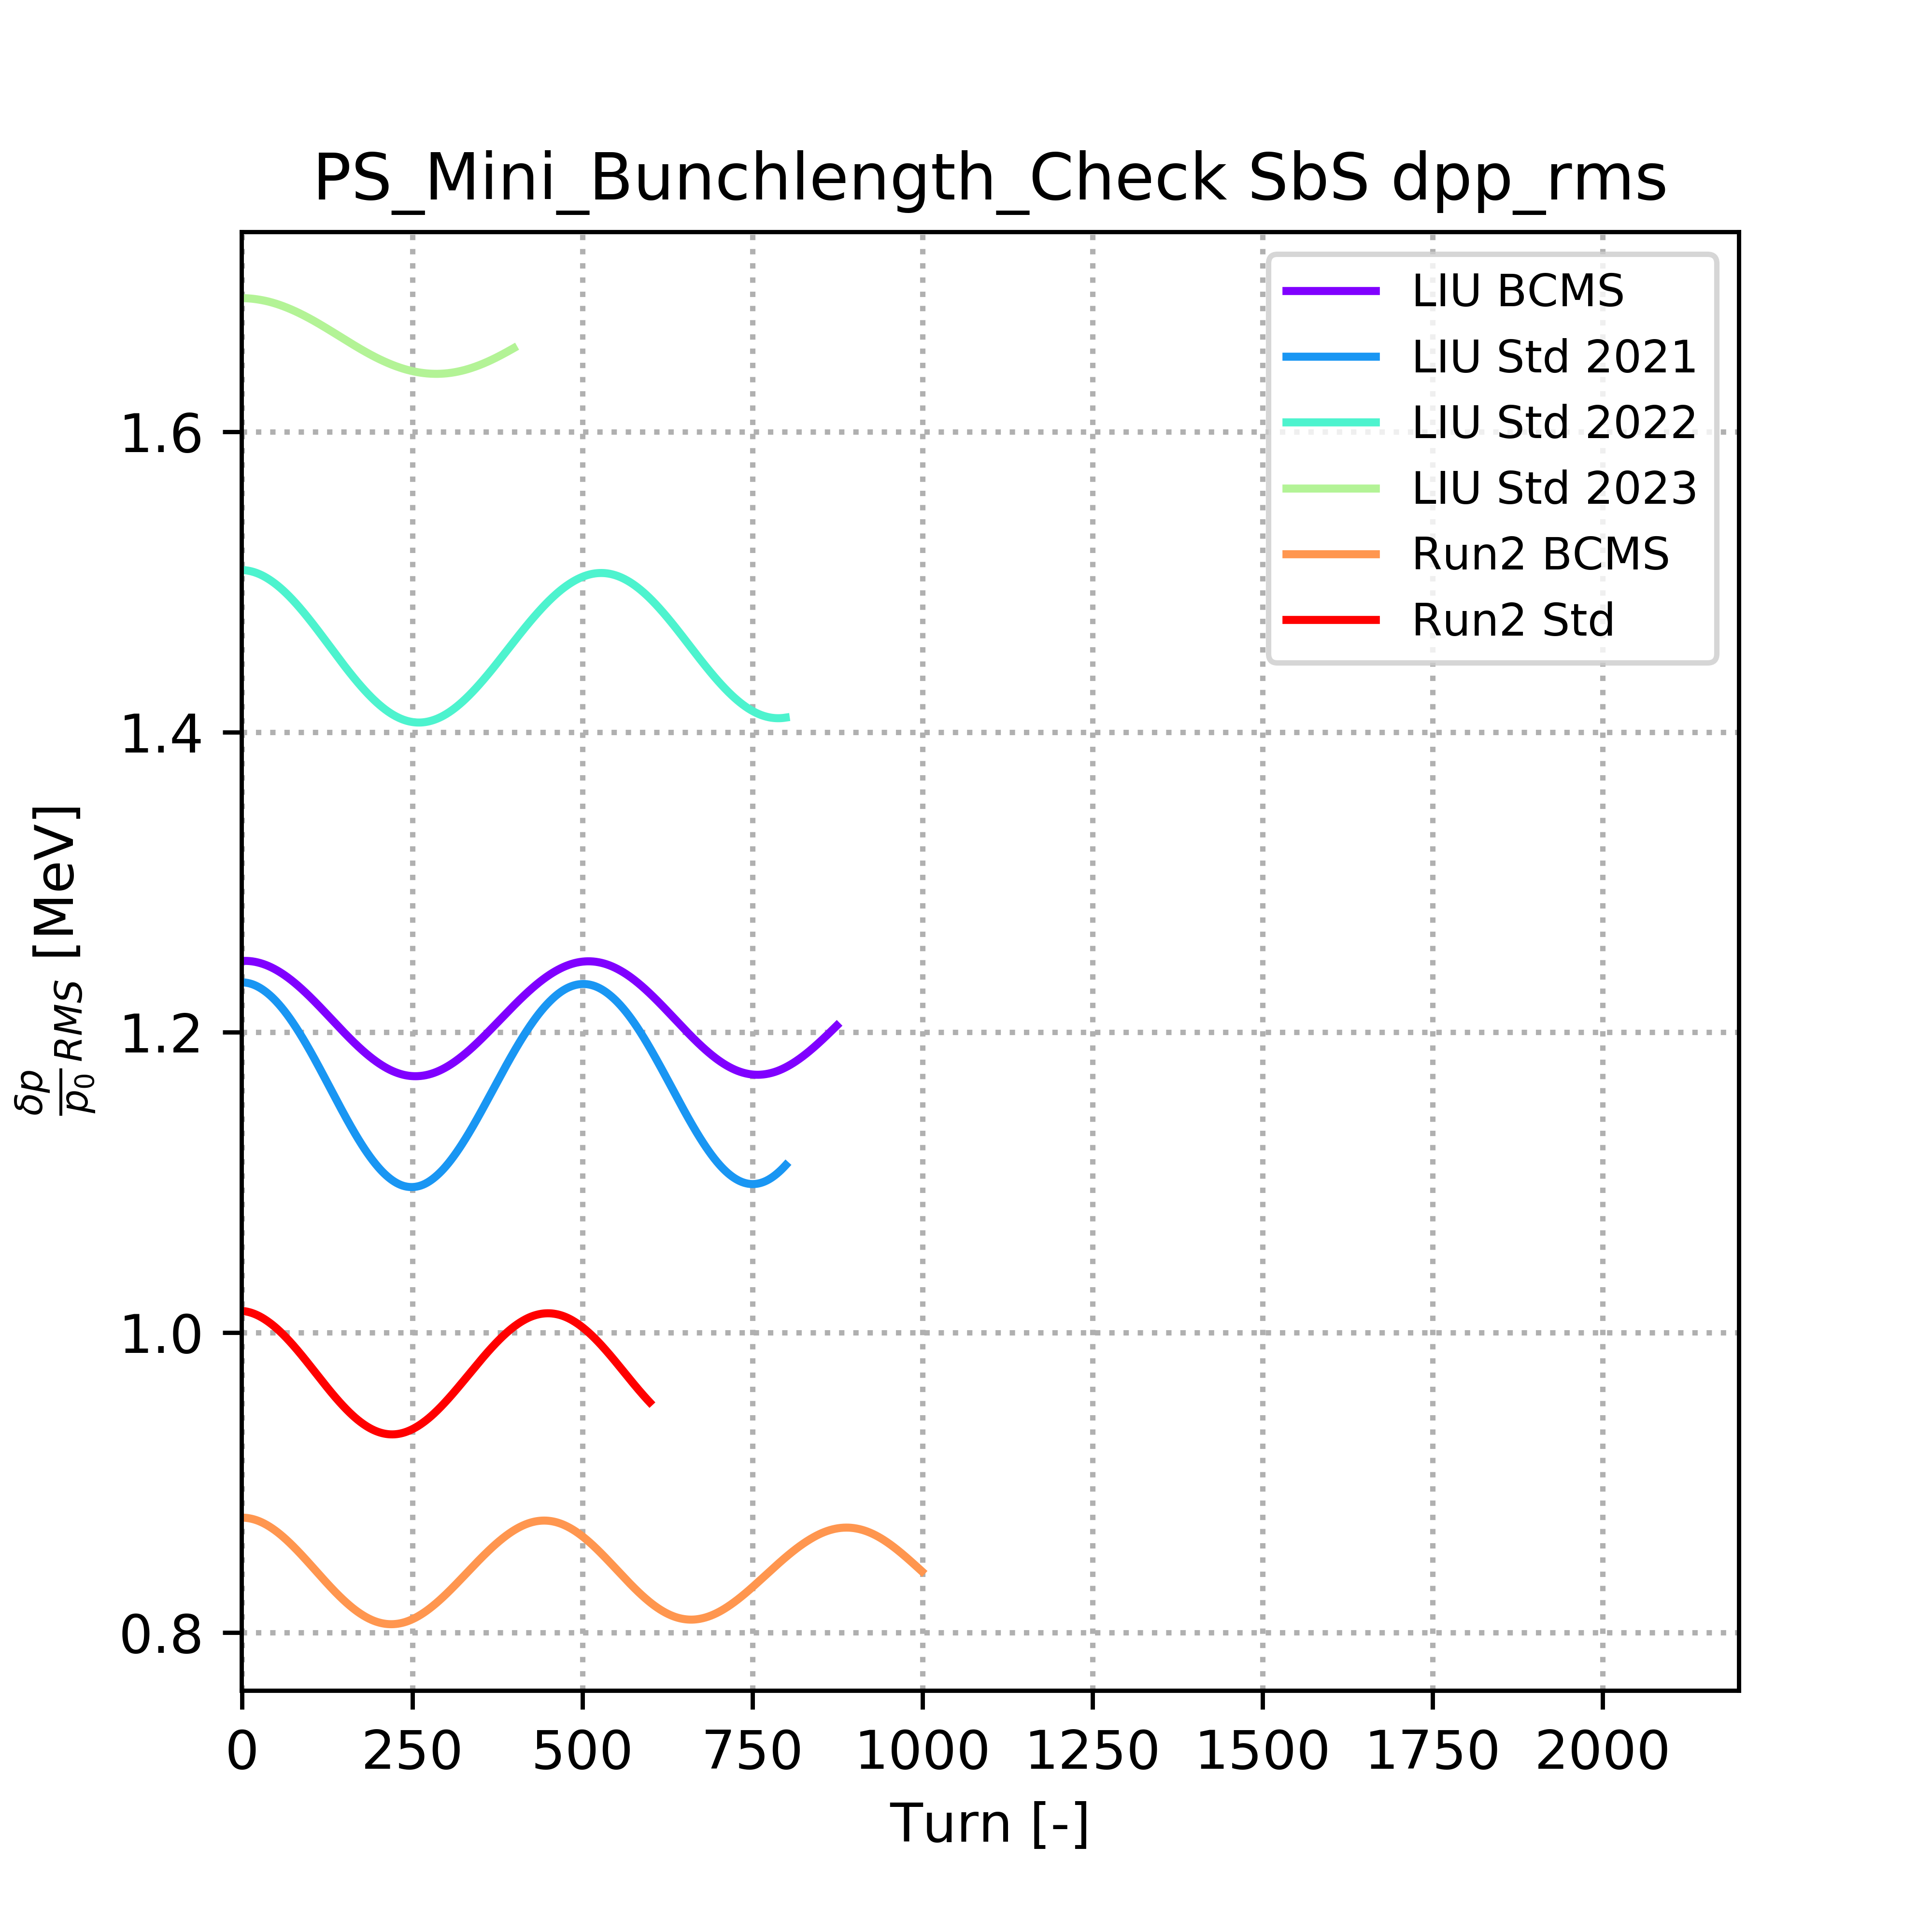 PS_Mini_Bunchlength_Check SbS dpp_rms
LIU BCMS
LIU Std 2021
LIU Std 2022
LIU Std 2023
Run2 BCMS
Run2 Std
1.6
1.4
1.2
1.0
0.8
δp/p₀ RMS [MeV]
0 250 500 750 1000 1250 1500 1750 2000
Turn [-]